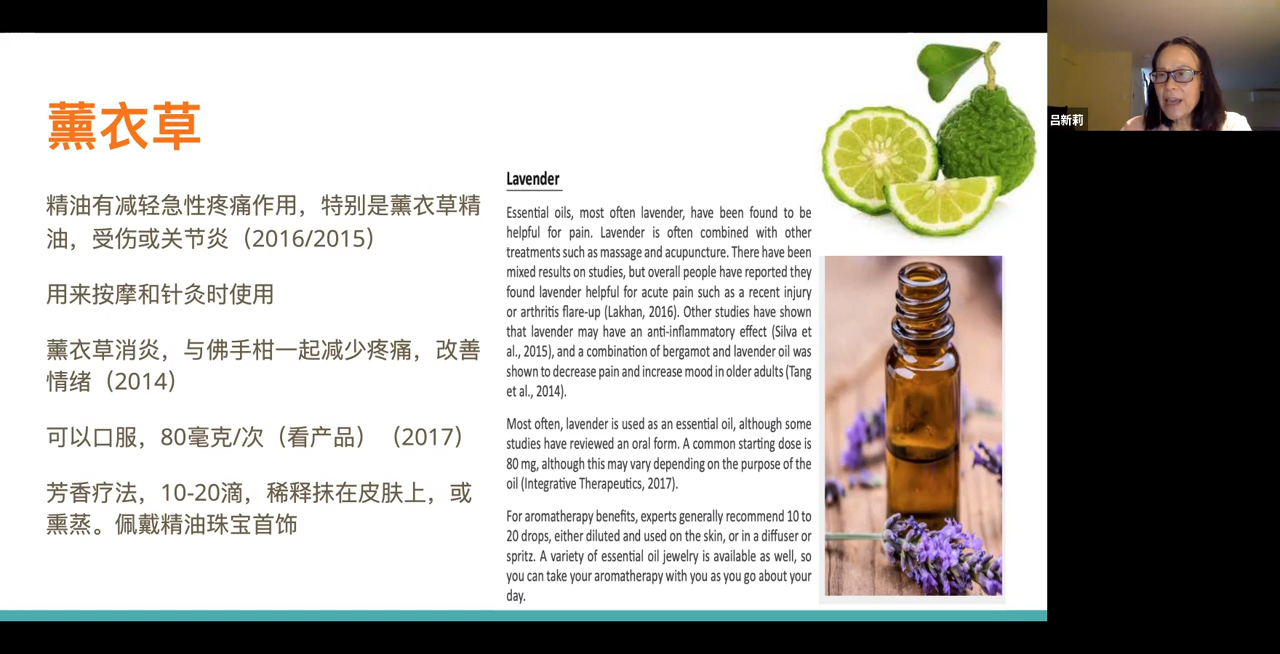 薰衣草
精油有减轻急性疼痛作用，特别是薰衣草精
油，受伤或关节炎（2016/2015）
用来按摩和针灸时使用
薰衣草消炎，与佛手柑一起减少疼痛，改善
情绪（2014）
可以口服，80毫克/次（看产品）（2017）
芳香疗法，10-20滴，稀释抹在皮肤上，或
熏蒸。佩戴精油珠宝首饰
Lavender
Essential oils, most often lavender, have been found to be
helpful for pain. Lavender is often combined with other
treatments such as massage and acupuncture. There have been
mixed results on studies, but overall people have reported they
found lavender helpful for acute pain such as a recent injury
or arthritis flare-up (Lakhan, 2016). Other studies have shown
that lavender may have an anti-inflammatory effect (Silva et
al., 2015), and a combination of bergamot and lavender oil was
shown to decrease pain and increase mood in older adults (Tang
et al., 2014).
Most often, lavender is used as an essential oil, although some
studies have reviewed an oral form. A common starting dose is
80 mg, although this may vary depending on the purpose of the
oil (Integrative Therapeutics, 2017).
For aromatherapy benefits, experts generally recommend 10 to
20 drops, either diluted and used on the skin, or in a diffuser or
spritz. A variety of essential oil jewelry is available as well, so
you can take your aromatherapy with you as you go about your
day.
吕新莉